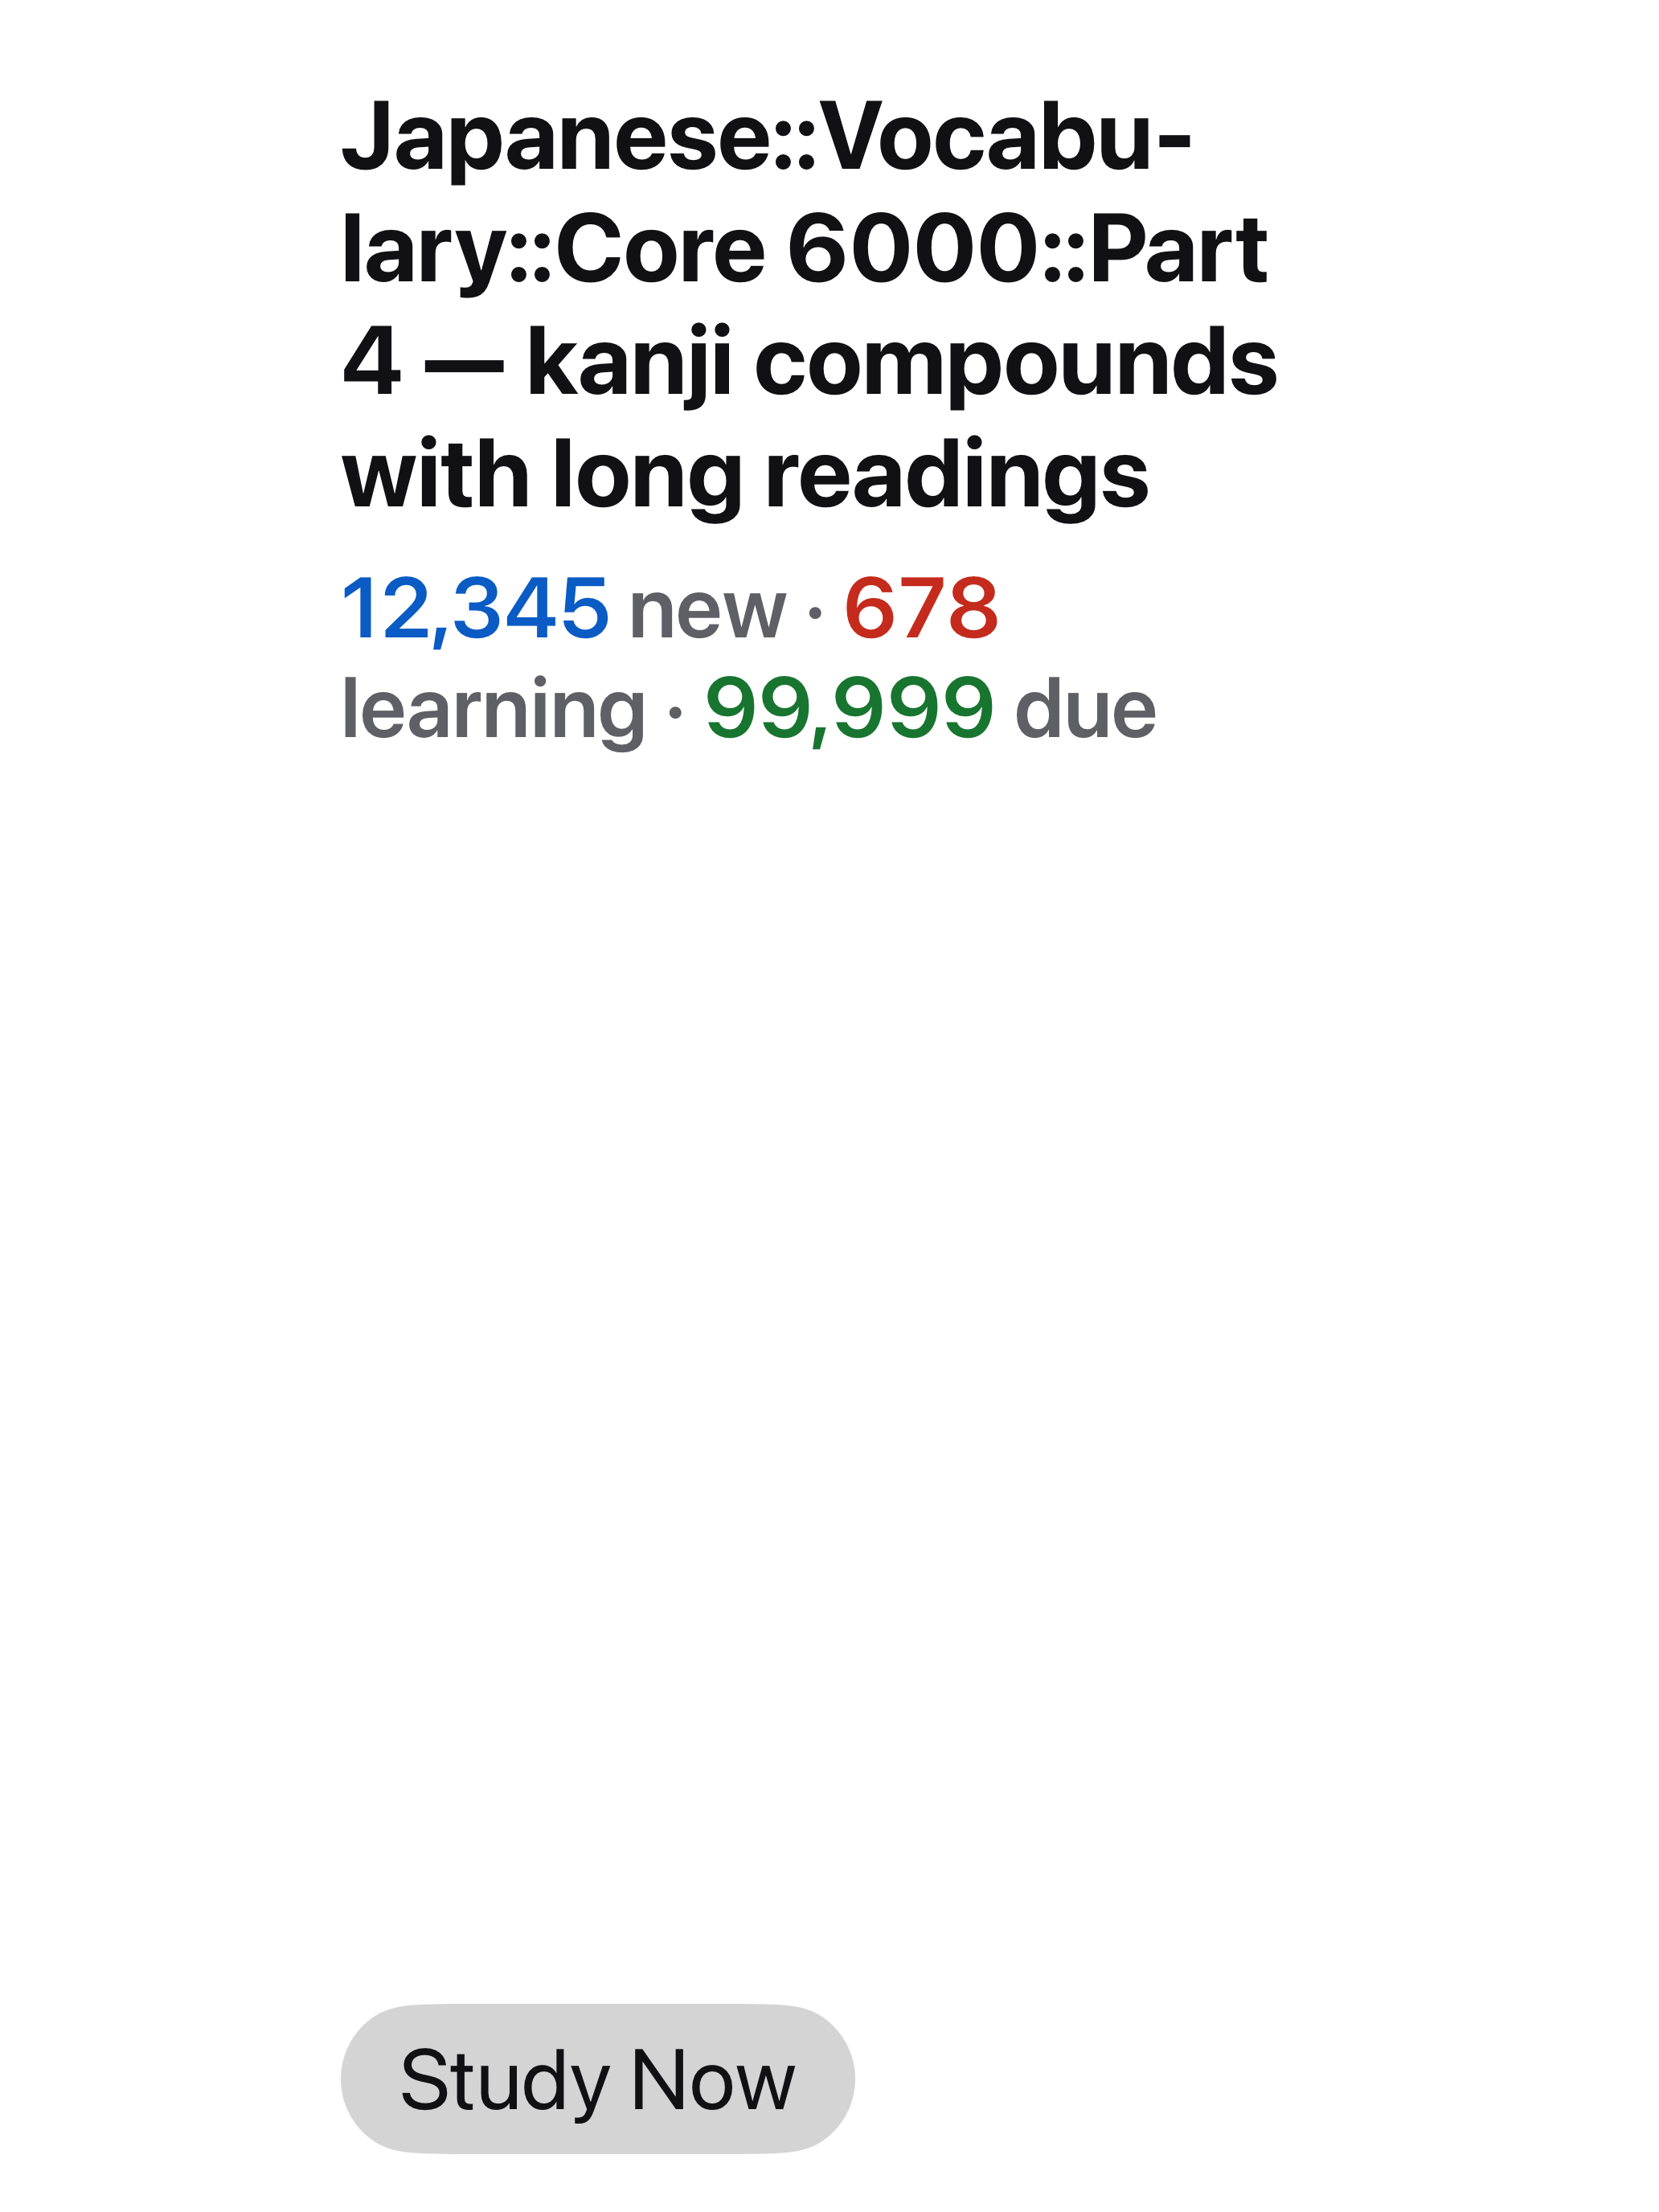 Japanese::Vocabu-
lary::Core 6000::Part
4 — kanji compounds
with long readings
12,345 new · 678
learning · 99,999 due
Study Now